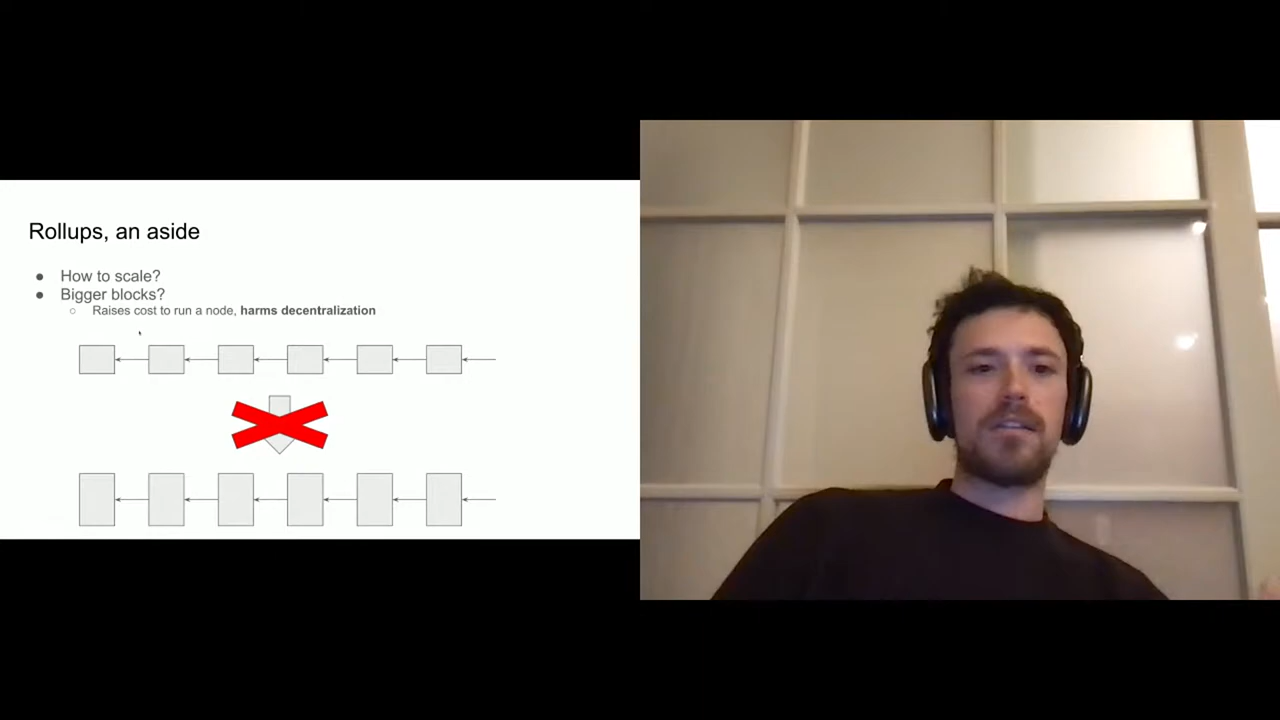 Rollups, an aside
● How to scale?
● Bigger blocks?
○ Raises cost to run a node, harms decentralization